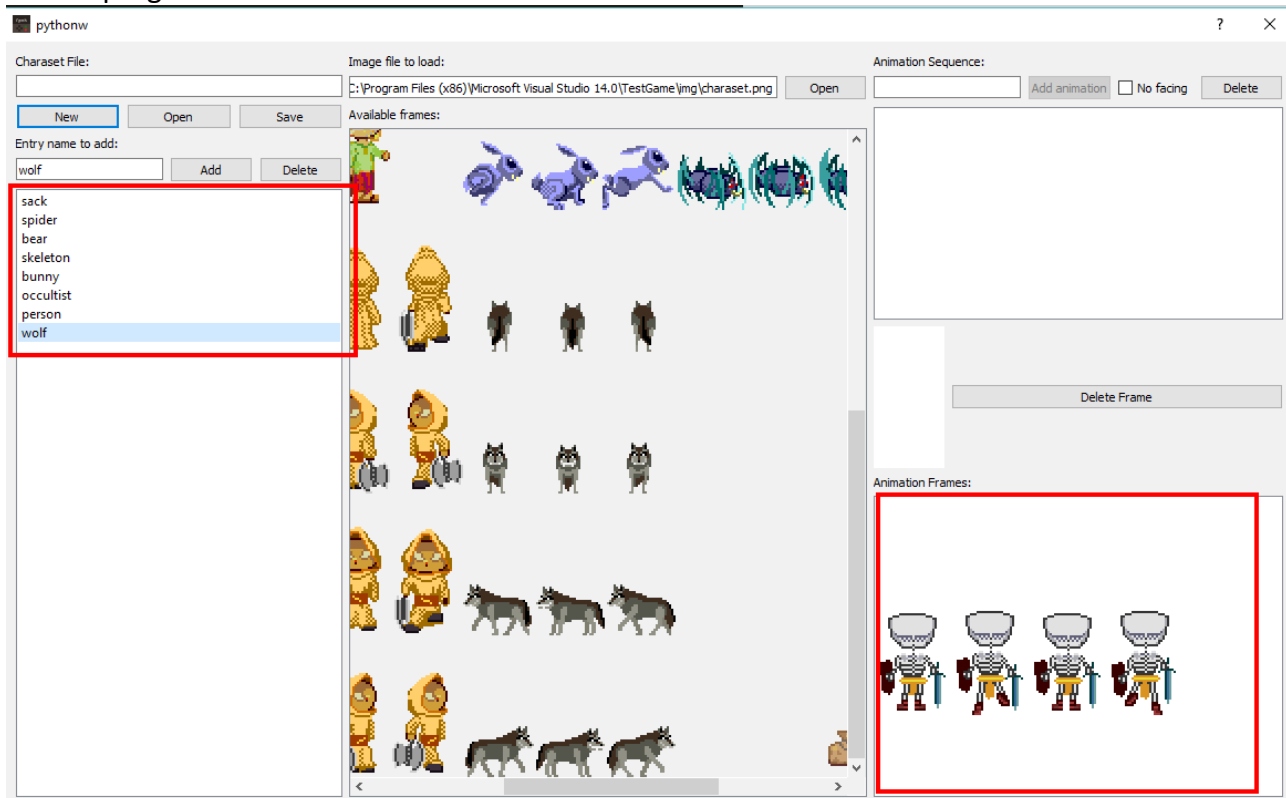 pythonw
?
Charaset File:
Image file to load:
Animation Sequence:
C:\Program Files (x86)\Microsoft Visual Studio 14.0\TestGame\img\charaset.png
Open
Add animation
No facing
Delete
New
Open
Save
Available frames:
Entry name to add:
wolf
Add
Delete
sack
spider
bear
skeleton
bunny
occultist
person
wolf
Delete Frame
Animation Frames: